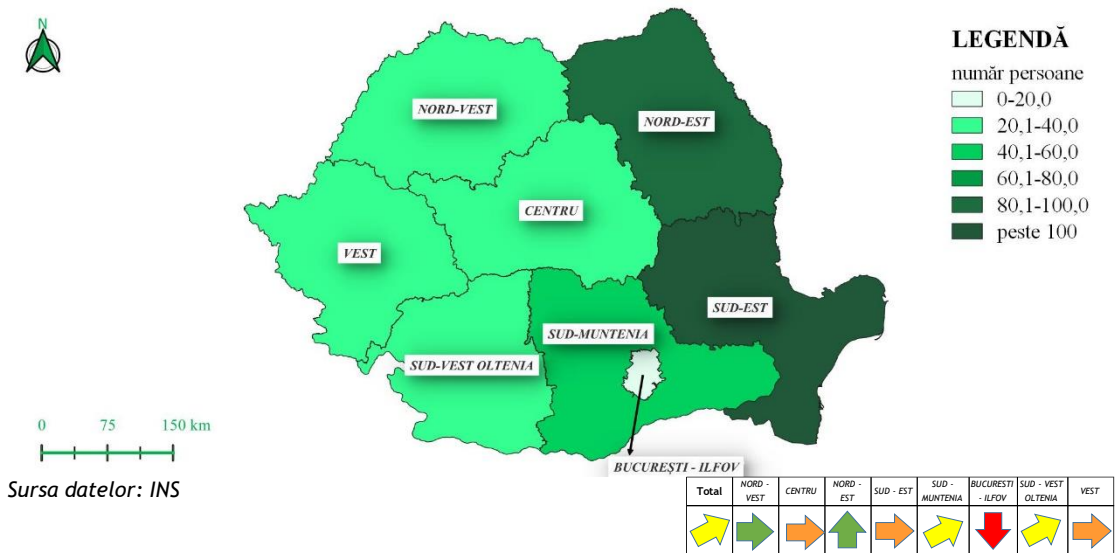 N
LEGENDĂ
număr persoane
0-20,0
20,1-40,0
40,1-60,0
60,1-80,0
80,1-100,0
peste 100
NORD-VEST
NORD-EST
CENTRU
VEST
SUD-EST
SUD-MUNTENIA
SUD-VEST OLTENIA
BUCUREȘTI - ILFOV
0 75 150 km
Sursa datelor: INS
Total
NORD -
VEST
CENTRU
NORD -
EST
SUD - EST
SUD -
MUNTENIA
BUCURESTI
- ILFOV
SUD - VEST
OLTENIA
VEST